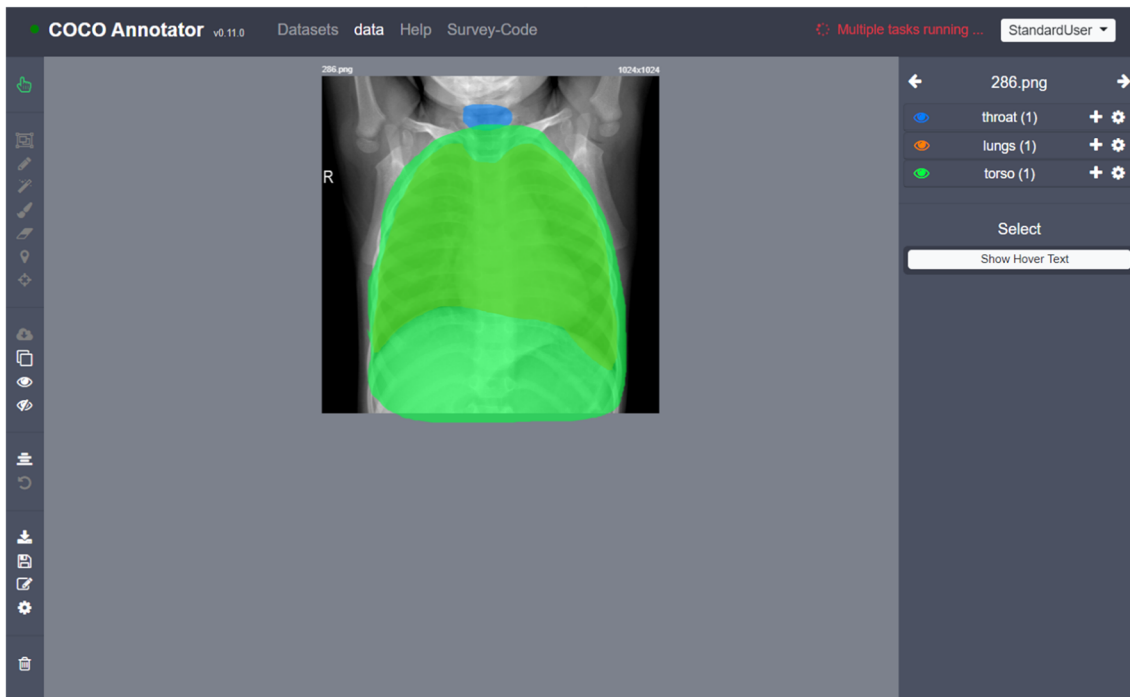 COCO Annotator v0.11.0 Datasets data Help Survey-Code Multiple tasks running ... StandardUser
286.png 1024x1024
286.png
throat (1)
lungs (1)
torso (1)
R
Select
Show Hover Text